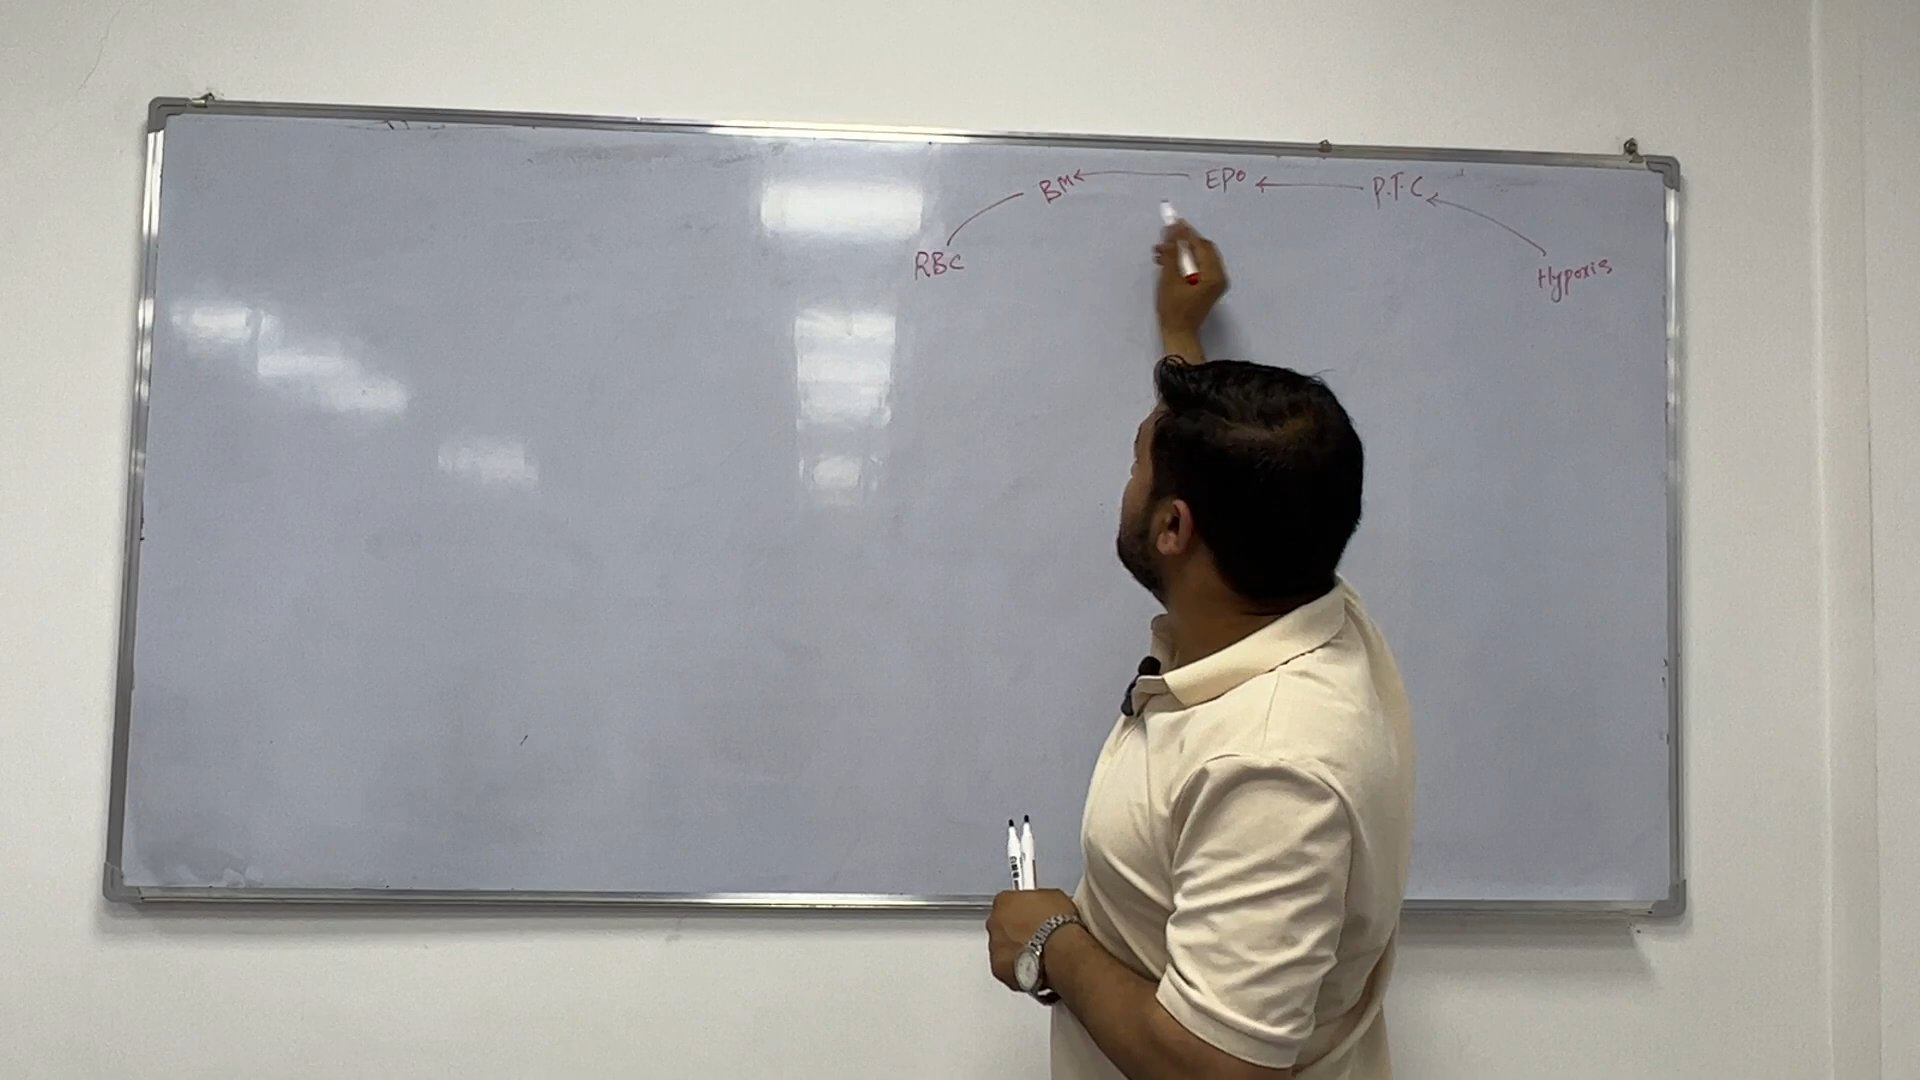 BM ← EPO ← P.T.C
RBC
Hypoxia